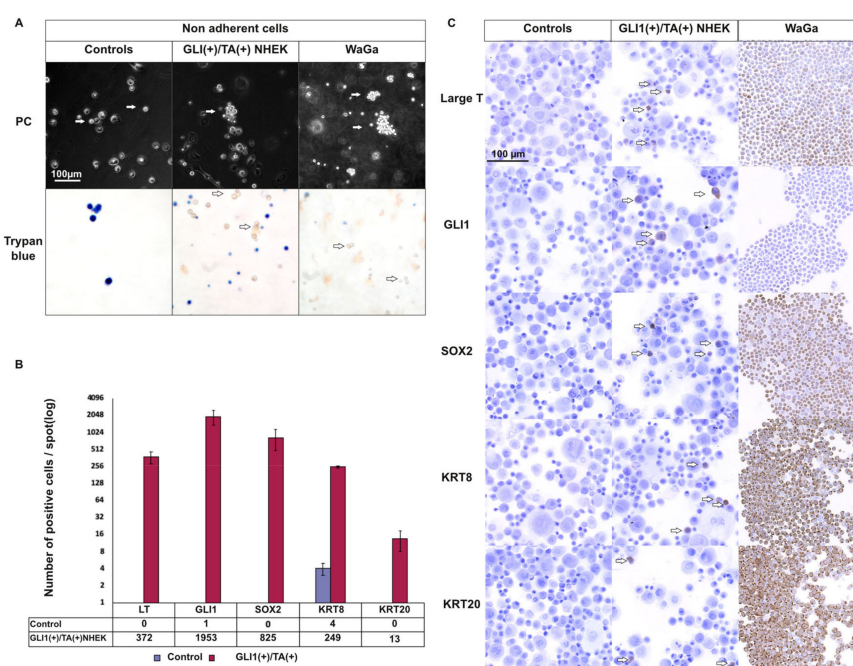 A
Non adherent cells
Controls
GLI(+)/TA(+) NHEK
WaGa
PC
100µm
Trypan
blue
B
Number of positive cells / spot(log)
4096
2048
1024
512
256
128
64
32
16
8
4
2
1
LT
GLI1
SOX2
KRT8
KRT20
Control
0
1
0
4
0
GLI1(+)/TA(+)NHEK
372
1953
825
249
13
Control
GLI1(+)/TA(+)
C
Controls
GLI1(+)/TA(+) NHEK
WaGa
Large T
100 µm
GLI1
SOX2
KRT8
KRT20